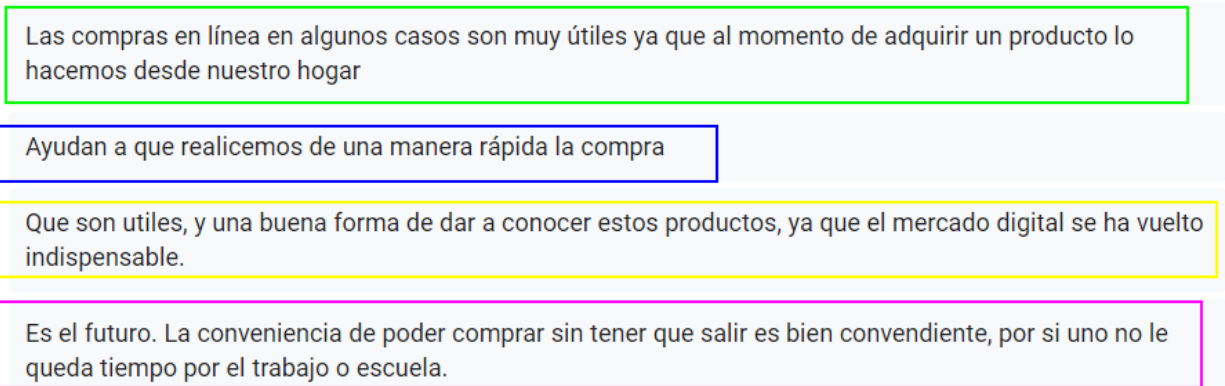 Las compras en línea en algunos casos son muy útiles ya que al momento de adquirir un producto lo
hacemos desde nuestro hogar
Ayudan a que realicemos de una manera rápida la compra
Que son utiles, y una buena forma de dar a conocer estos productos, ya que el mercado digital se ha vuelto
indispensable.
Es el futuro. La conveniencia de poder comprar sin tener que salir es bien convendiente, por si uno no le
queda tiempo por el trabajo o escuela.